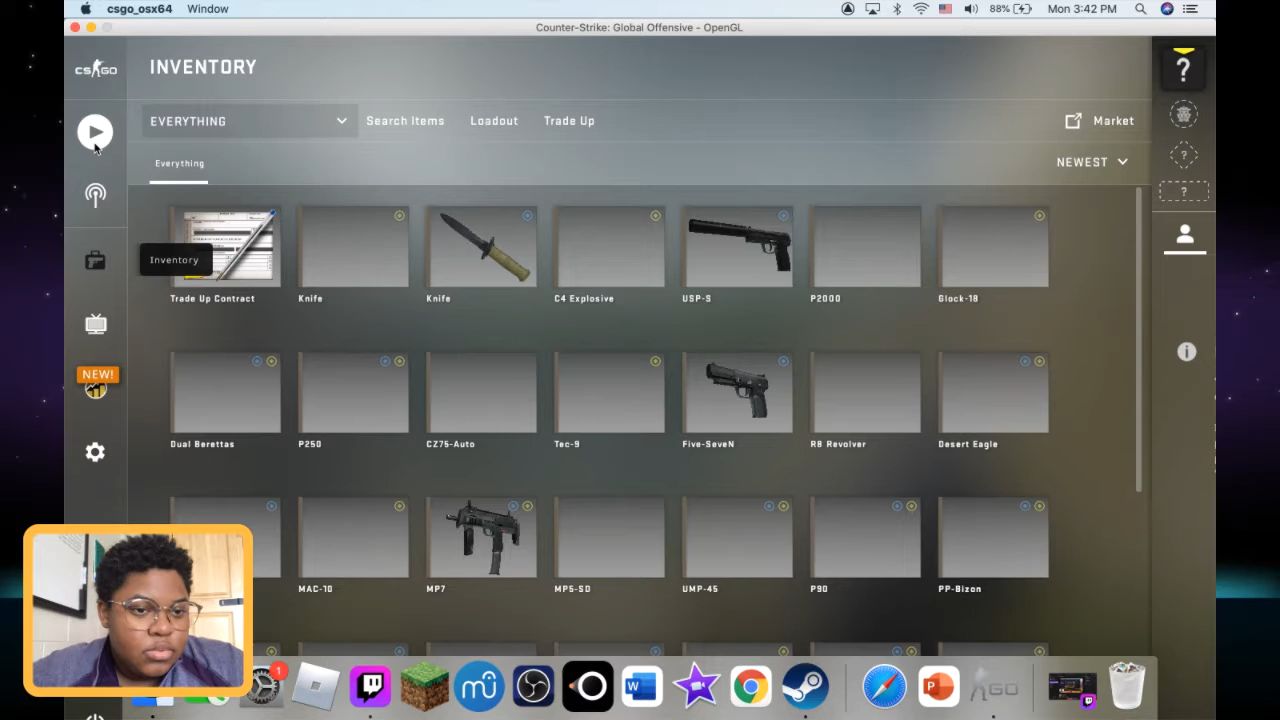 csgo_osx64 Window
88% Mon 3:42 PM
Counter-Strike: Global Offensive - OpenGL
CS GO
INVENTORY
?
EVERYTHING Search Items Loadout Trade Up Market
Everything
NEWEST
?
?
Inventory
Trade Up Contract Knife Knife C4 Explosive USP-S P2000 Glock-18
NEW!
Dual Berettas P250 CZ75-Auto Tec-9 Five-SeveN R8 Revolver Desert Eagle
MAC-10 MP7 MP5-SD UMP-45 P90 PP-Bizon
1
W
P
GO